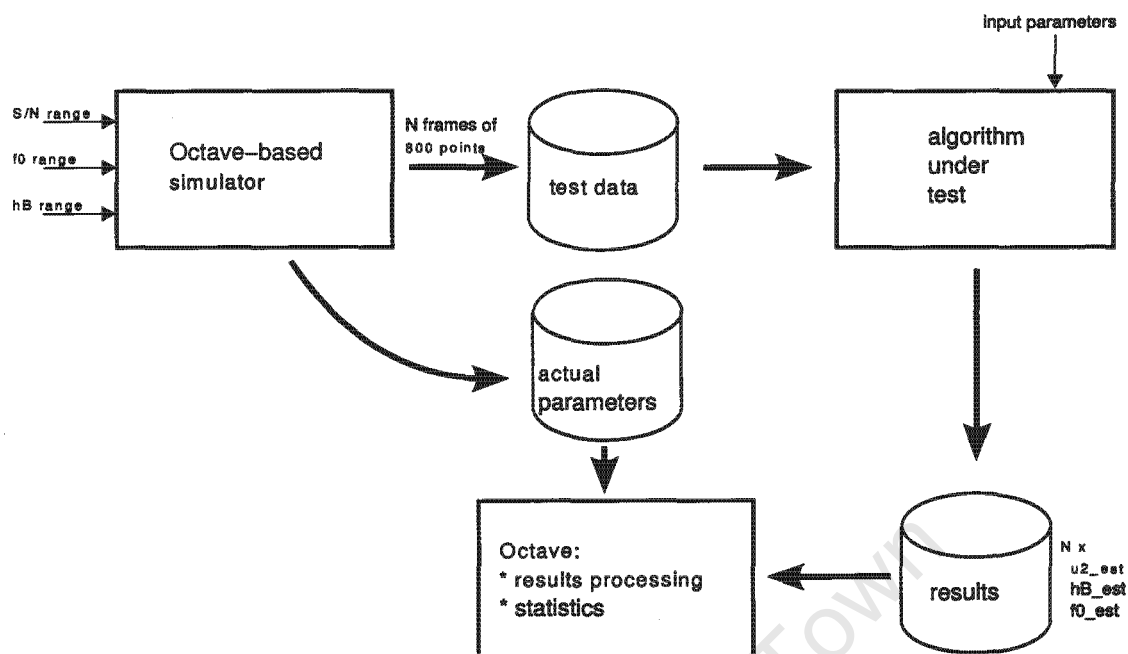 input parameters
S/N range
f0 range
hB range
Octave-based
simulator
N frames of
800 points
test data
algorithm
under
test
actual
parameters
Octave:
* results processing
* statistics
results
N x
u2_est
hB_est
f0_est
Town